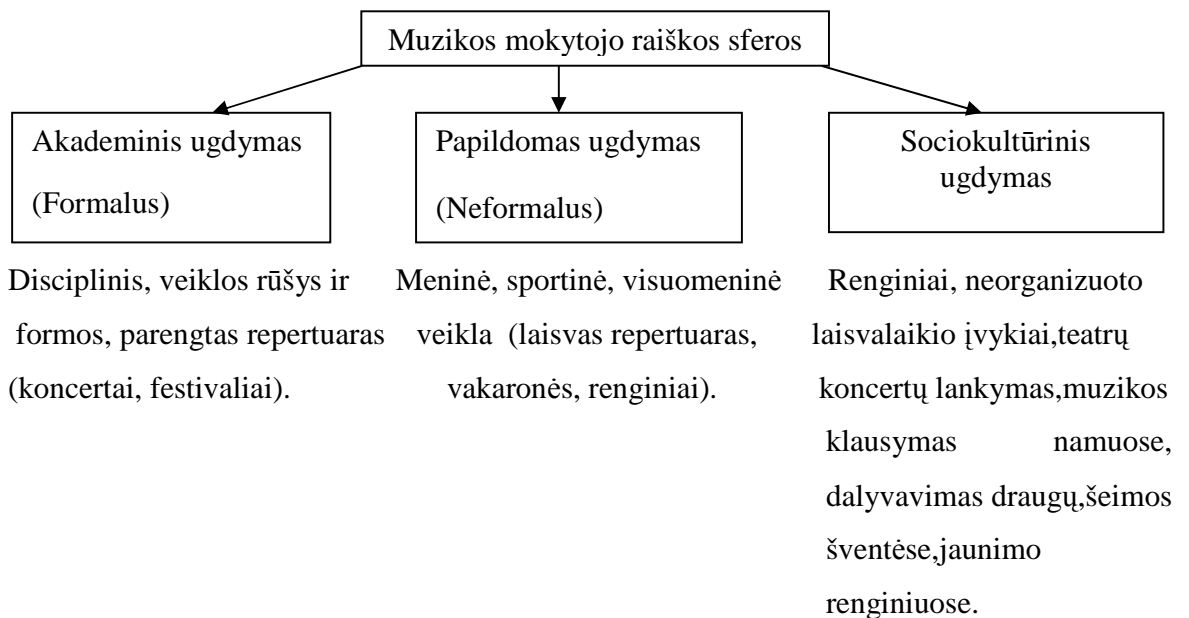 Muzikos mokytojo raiškos sferos
Akademinis ugdymas
(Formalus)
Papildomas ugdymas
(Neformalus)
Sociokultūrinis
ugdymas
Disciplinis, veiklos rūšys ir
formos, parengtas repertuaras
(koncertai, festivaliai).
Meninė, sportinė, visuomeninė
veikla (laisvas repertuaras,
vakaronės, renginiai).
Renginiai, neorganizuoto
laisvalaikio įvykiai,teatrų
koncertų lankymas,muzikos
klausymas namuose,
dalyvavimas draugų,šeimos
šventėse,jaunimo
renginiuose.